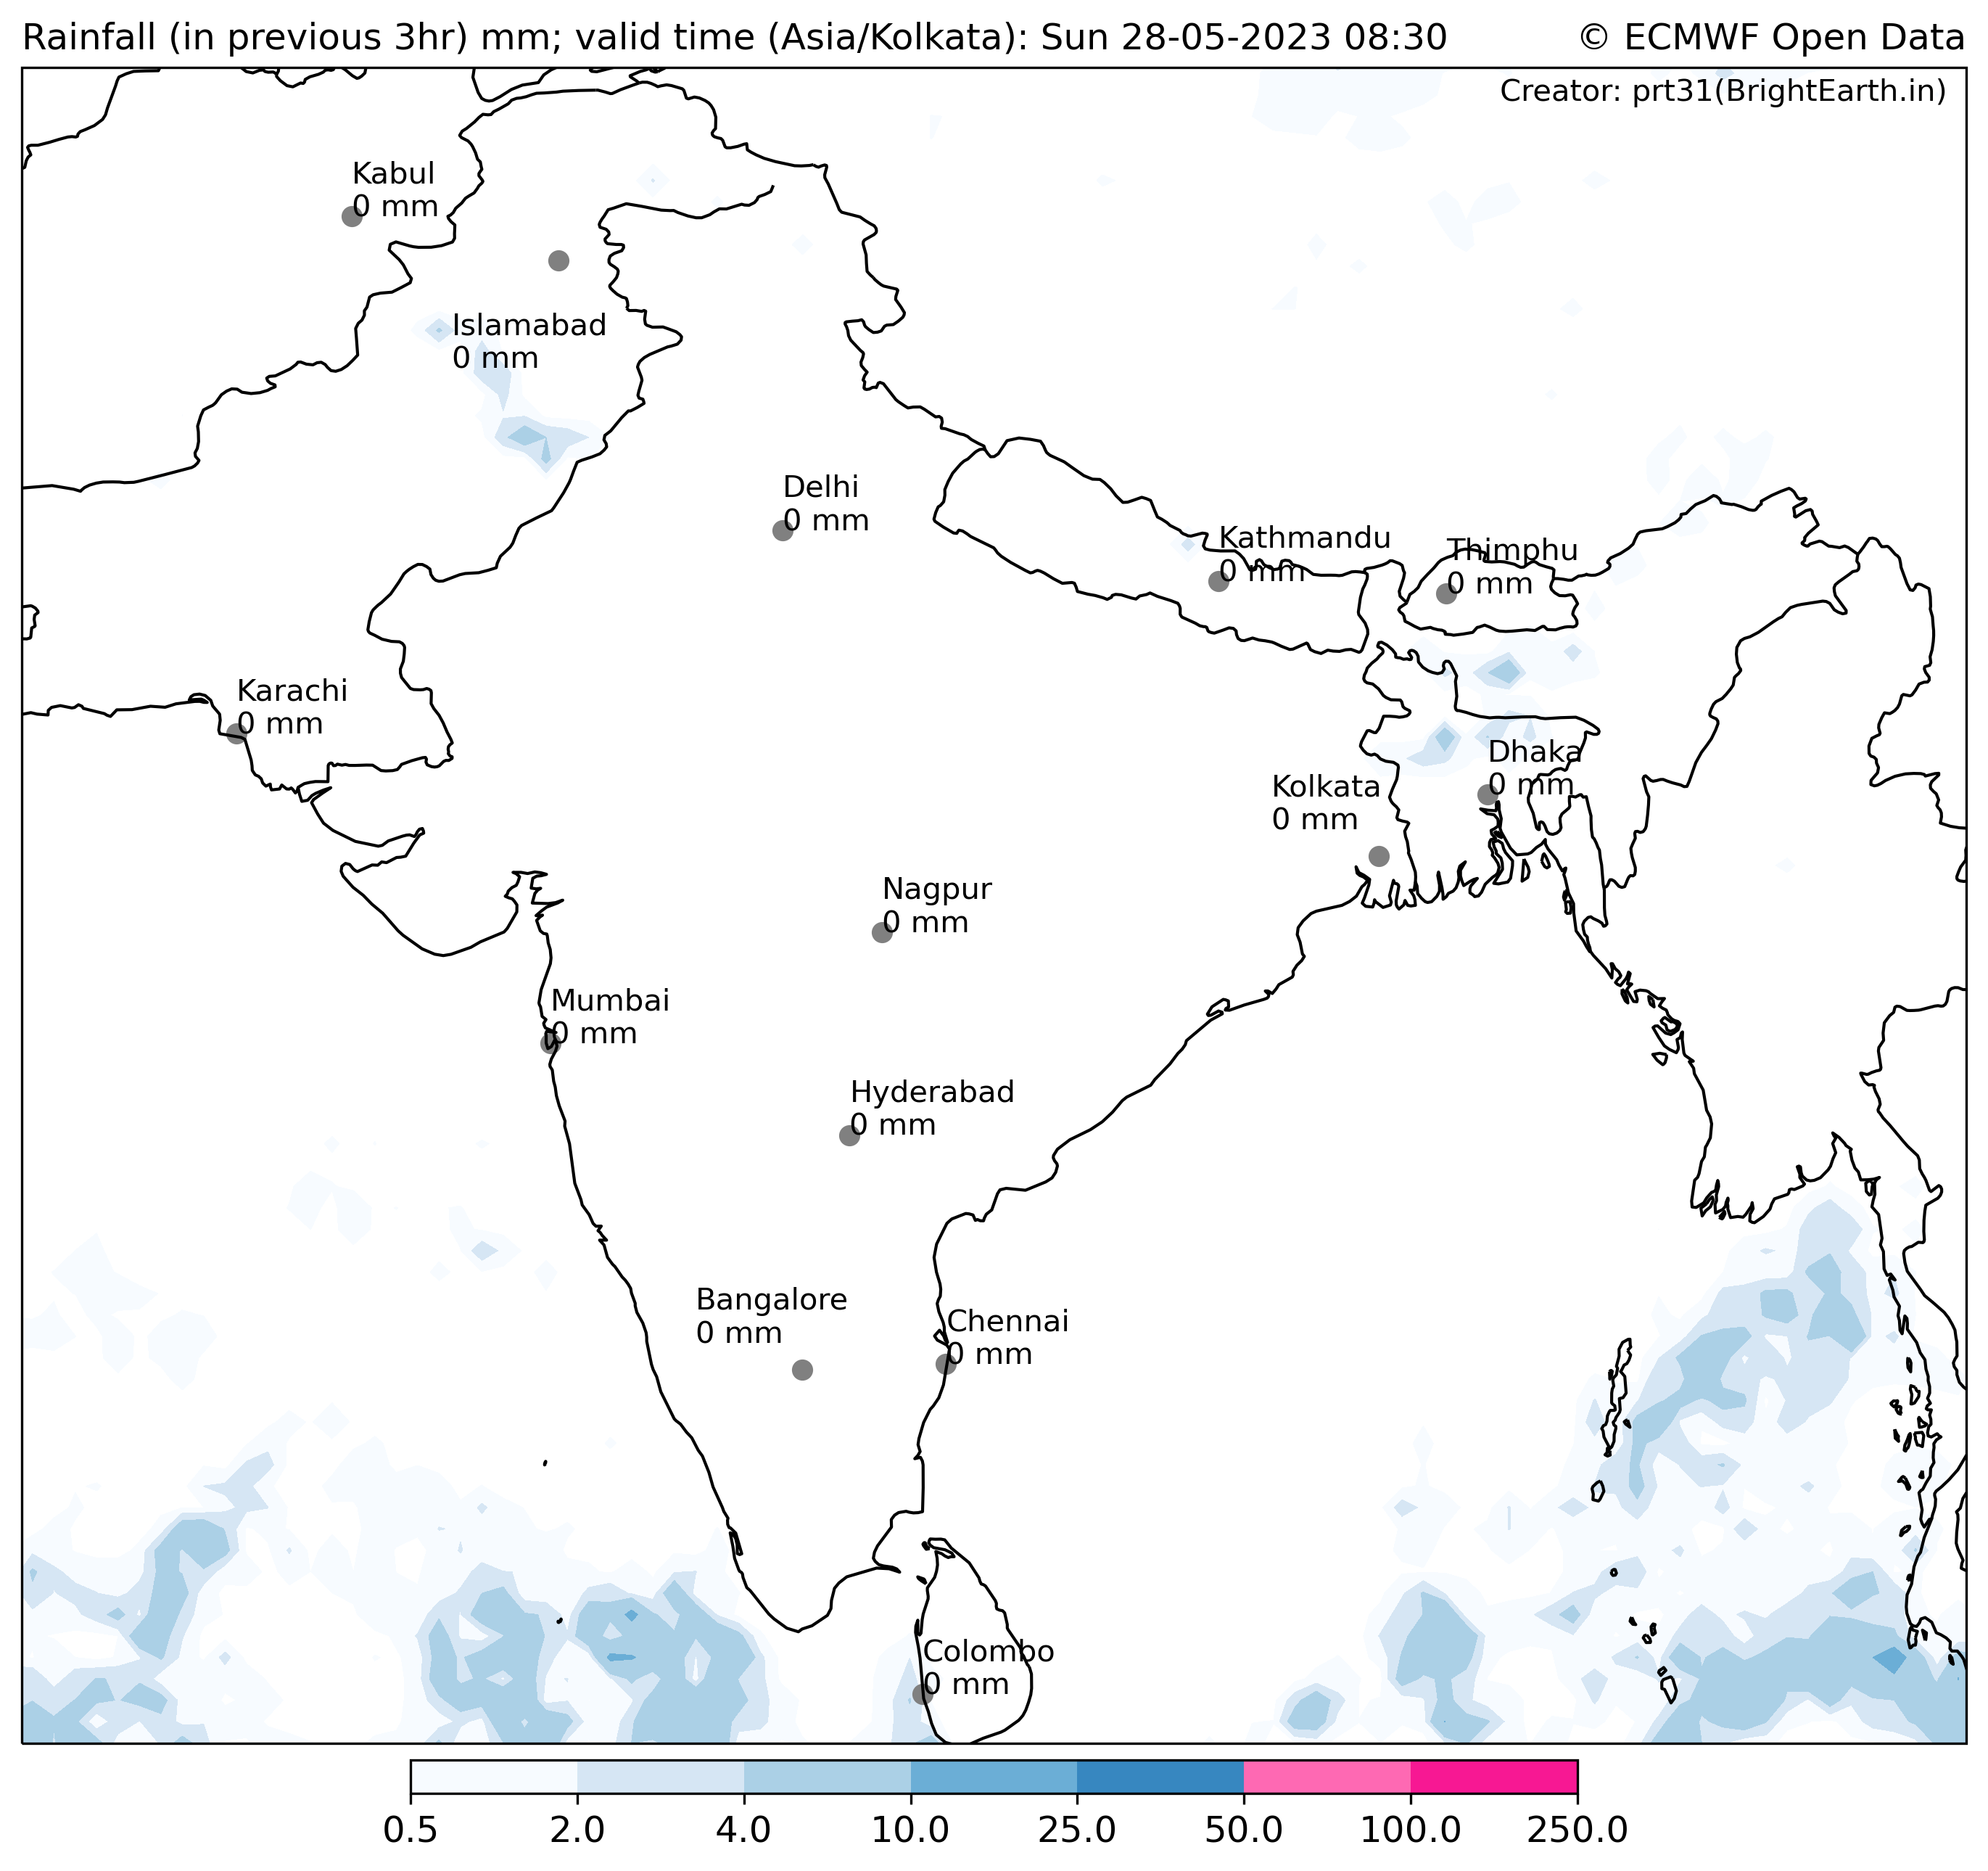 Rainfall (in previous 3hr) mm; valid time (Asia/Kolkata): Sun 28-05-2023 08:30
© ECMWF Open Data
Creator: prt31(BrightEarth.in)
Kabul
0 mm
Islamabad
0 mm
Delhi
0 mm
Kathmandu
0 mm
Thimphu
0 mm
Karachi
0 mm
Dhaka
0 mm
Kolkata
0 mm
Nagpur
0 mm
Mumbai
0 mm
Hyderabad
0 mm
Bangalore
0 mm
Chennai
0 mm
Colombo
0 mm
0.5 2.0 4.0 10.0 25.0 50.0 100.0 250.0